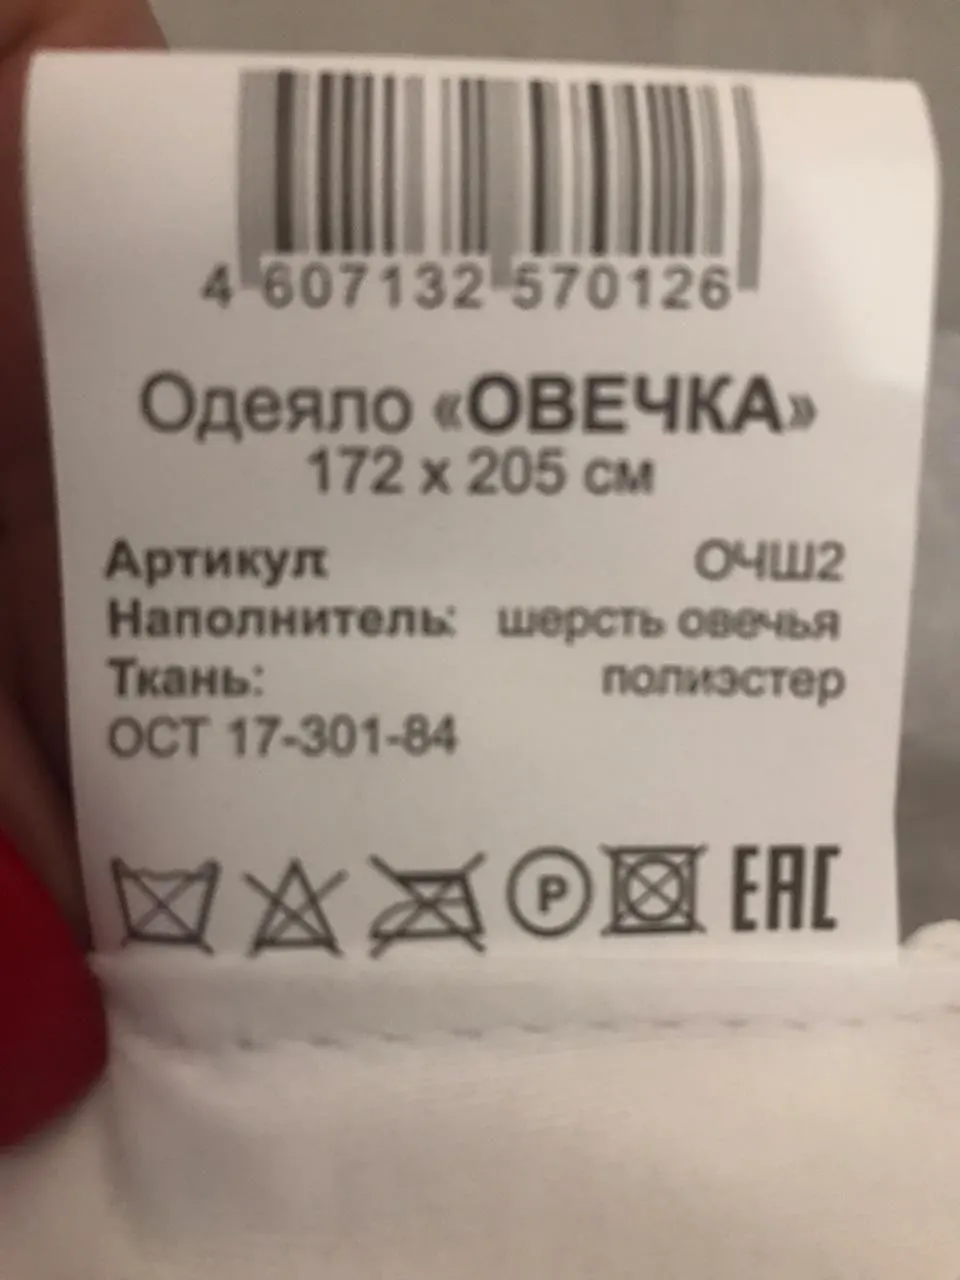 4 607132 570126
Одеяло «ОВЕЧКА»
172 x 205 см
Артикул: ОЧШ2
Наполнитель: шерсть овечья
Ткань: полиэстер
ОСТ 17-301-84
P EAC